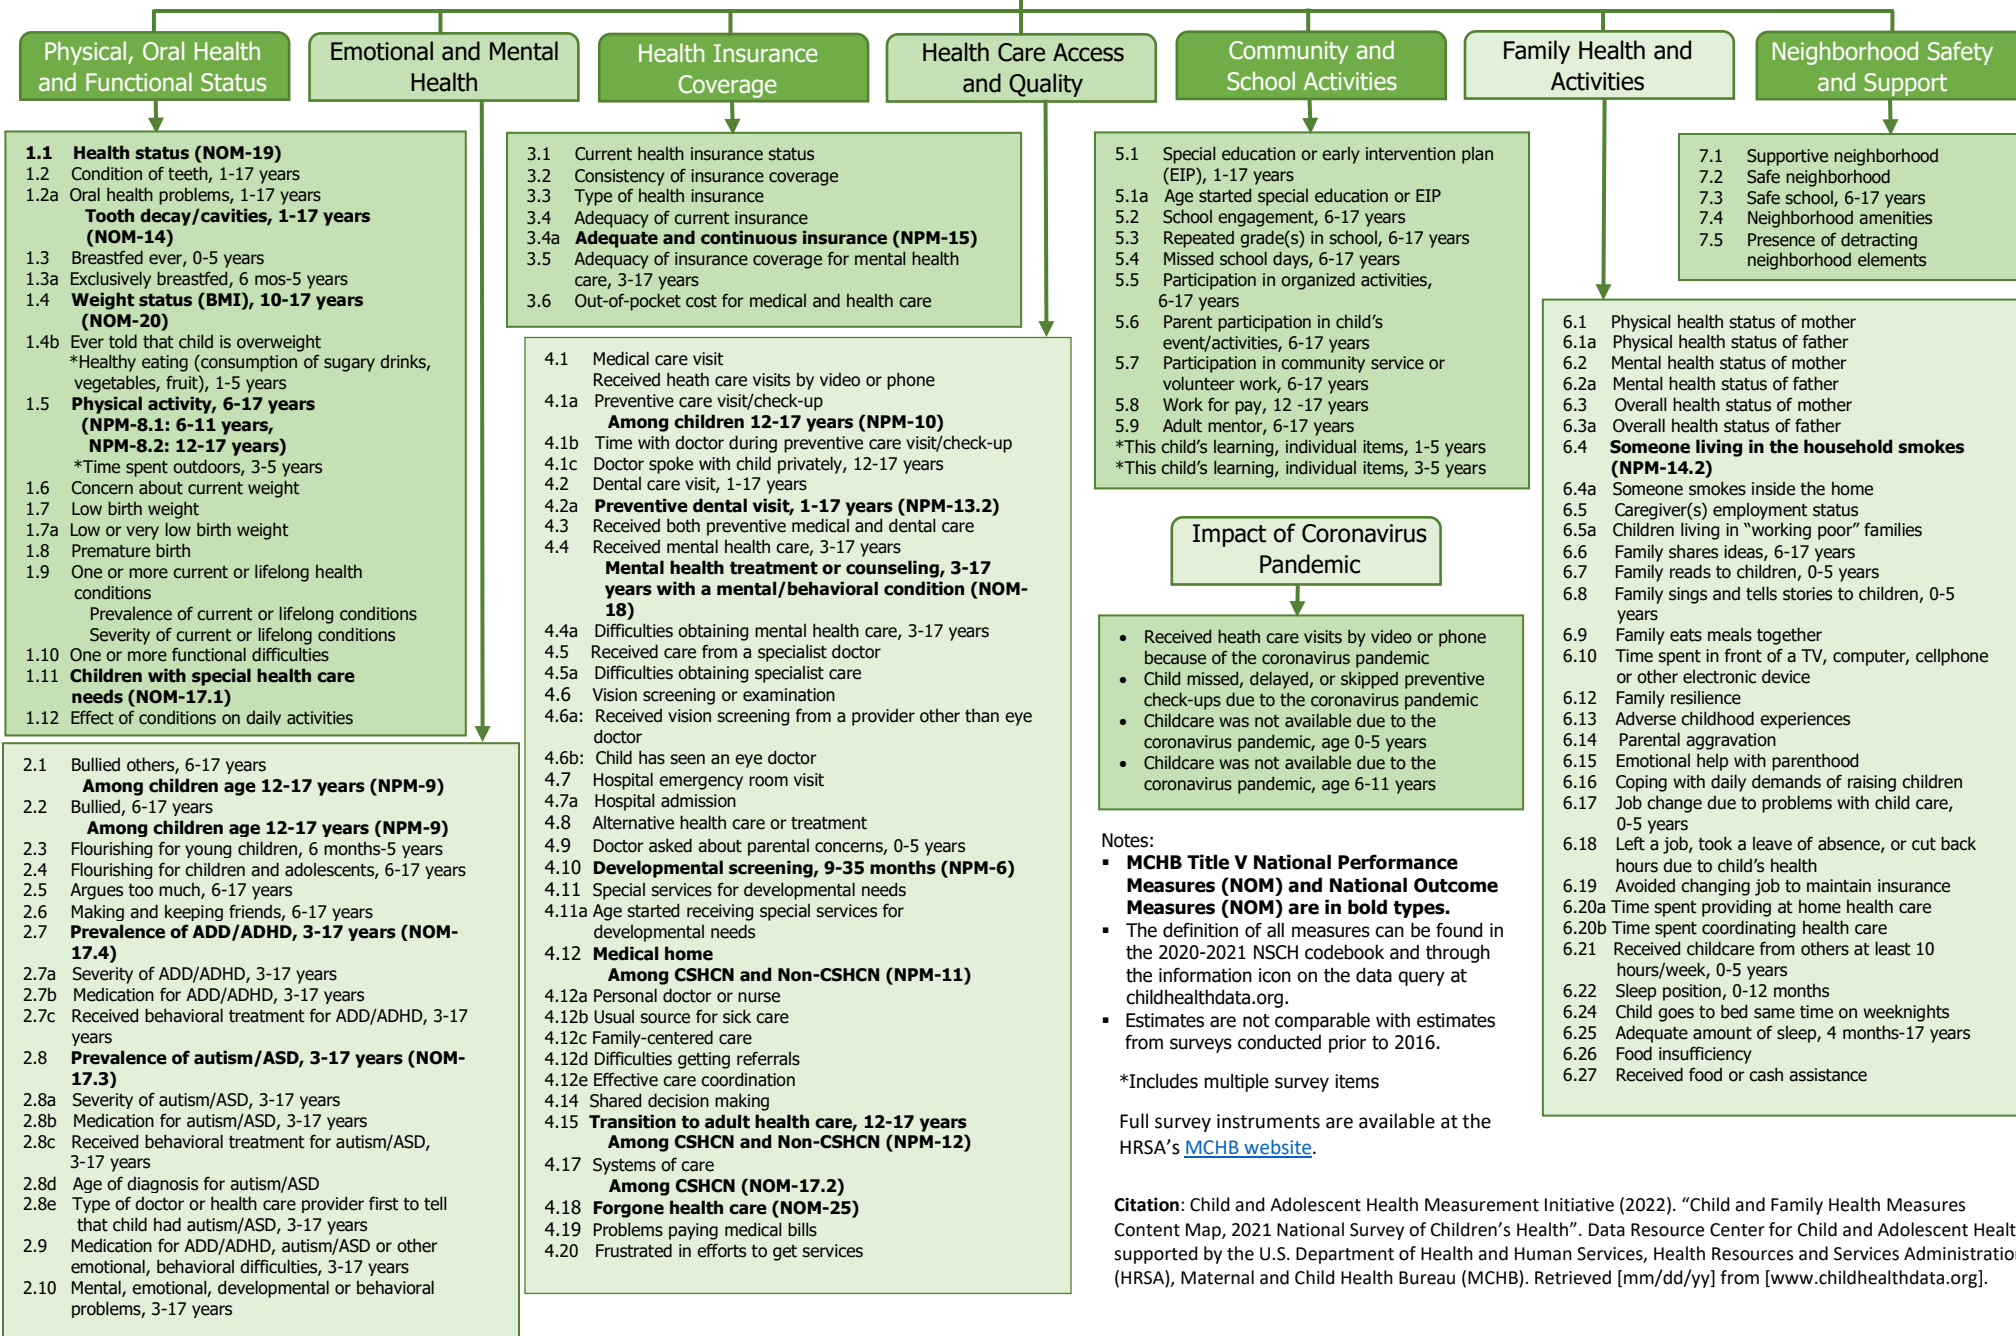 Physical, Oral Health
and Functional Status
Emotional and Mental
Health
Health Insurance
Coverage
Health Care Access
and Quality
Community and
School Activities
Family Health and
Activities
Neighborhood Safety
and Support
1.1 Health status (NOM-19)
1.2 Condition of teeth, 1-17 years
1.2a Oral health problems, 1-17 years
Tooth decay/cavities, 1-17 years
(NOM-14)
1.3 Breastfed ever, 0-5 years
1.3a Exclusively breastfed, 6 mos-5 years
1.4 Weight status (BMI), 10-17 years
(NOM-20)
1.4b Ever told that child is overweight
*Healthy eating (consumption of sugary drinks,
vegetables, fruit), 1-5 years
1.5 Physical activity, 6-17 years
(NPM-8.1: 6-11 years,
NPM-8.2: 12-17 years)
*Time spent outdoors, 3-5 years
1.6 Concern about current weight
1.7 Low birth weight
1.7a Low or very low birth weight
1.8 Premature birth
1.9 One or more current or lifelong health
conditions
Prevalence of current or lifelong conditions
Severity of current or lifelong conditions
1.10 One or more functional difficulties
1.11 Children with special health care
needs (NOM-17.1)
1.12 Effect of conditions on daily activities
2.1 Bullied others, 6-17 years
Among children age 12-17 years (NPM-9)
2.2 Bullied, 6-17 years
Among children age 12-17 years (NPM-9)
2.3 Flourishing for young children, 6 months-5 years
2.4 Flourishing for children and adolescents, 6-17 years
2.5 Argues too much, 6-17 years
2.6 Making and keeping friends, 6-17 years
2.7 Prevalence of ADD/ADHD, 3-17 years (NOM-
17.4)
2.7a Severity of ADD/ADHD, 3-17 years
2.7b Medication for ADD/ADHD, 3-17 years
2.7c Received behavioral treatment for ADD/ADHD, 3-17
years
2.8 Prevalence of autism/ASD, 3-17 years (NOM-
17.3)
2.8a Severity of autism/ASD, 3-17 years
2.8b Medication for autism/ASD, 3-17 years
2.8c Received behavioral treatment for autism/ASD,
3-17 years
2.8d Age of diagnosis for autism/ASD
2.8e Type of doctor or health care provider first to tell
that child had autism/ASD, 3-17 years
2.9 Medication for ADD/ADHD, autism/ASD or other
emotional, behavioral difficulties, 3-17 years
2.10 Mental, emotional, developmental or behavioral
problems, 3-17 years
3.1 Current health insurance status
3.2 Consistency of insurance coverage
3.3 Type of health insurance
3.4 Adequacy of current insurance
3.4a Adequate and continuous insurance (NPM-15)
3.5 Adequacy of insurance coverage for mental health
care, 3-17 years
3.6 Out-of-pocket cost for medical and health care
4.1 Medical care visit
Received heath care visits by video or phone
4.1a Preventive care visit/check-up
Among children 12-17 years (NPM-10)
4.1b Time with doctor during preventive care visit/check-up
4.1c Doctor spoke with child privately, 12-17 years
4.2 Dental care visit, 1-17 years
4.2a Preventive dental visit, 1-17 years (NPM-13.2)
4.3 Received both preventive medical and dental care
4.4 Received mental health care, 3-17 years
Mental health treatment or counseling, 3-17
years with a mental/behavioral condition (NOM-
18)
4.4a Difficulties obtaining mental health care, 3-17 years
4.5 Received care from a specialist doctor
4.5a Difficulties obtaining specialist care
4.6 Vision screening or examination
4.6a: Received vision screening from a provider other than eye
doctor
4.6b: Child has seen an eye doctor
4.7 Hospital emergency room visit
4.7a Hospital admission
4.8 Alternative health care or treatment
4.9 Doctor asked about parental concerns, 0-5 years
4.10 Developmental screening, 9-35 months (NPM-6)
4.11 Special services for developmental needs
4.11a Age started receiving special services for
developmental needs
4.12 Medical home
Among CSHCN and Non-CSHCN (NPM-11)
4.12a Personal doctor or nurse
4.12b Usual source for sick care
4.12c Family-centered care
4.12d Difficulties getting referrals
4.12e Effective care coordination
4.14 Shared decision making
4.15 Transition to adult health care, 12-17 years
Among CSHCN and Non-CSHCN (NPM-12)
4.17 Systems of care
Among CSHCN (NOM-17.2)
4.18 Forgone health care (NOM-25)
4.19 Problems paying medical bills
4.20 Frustrated in efforts to get services
5.1 Special education or early intervention plan
(EIP), 1-17 years
5.1a Age started special education or EIP
5.2 School engagement, 6-17 years
5.3 Repeated grade(s) in school, 6-17 years
5.4 Missed school days, 6-17 years
5.5 Participation in organized activities,
6-17 years
5.6 Parent participation in child's
event/activities, 6-17 years
5.7 Participation in community service or
volunteer work, 6-17 years
5.8 Work for pay, 12 -17 years
5.9 Adult mentor, 6-17 years
*This child's learning, individual items, 1-5 years
*This child's learning, individual items, 3-5 years
Impact of Coronavirus
Pandemic
• Received heath care visits by video or phone
because of the coronavirus pandemic
• Child missed, delayed, or skipped preventive
check-ups due to the coronavirus pandemic
• Childcare was not available due to the
coronavirus pandemic, age 0-5 years
• Childcare was not available due to the
coronavirus pandemic, age 6-11 years
Notes:
▪ MCHB Title V National Performance
Measures (NOM) and National Outcome
Measures (NOM) are in bold types.
▪ The definition of all measures can be found in
the 2020-2021 NSCH codebook and through
the information icon on the data query at
childhealthdata.org.
▪ Estimates are not comparable with estimates
from surveys conducted prior to 2016.
*Includes multiple survey items
Full survey instruments are available at the
HRSA's MCHB website.
7.1 Supportive neighborhood
7.2 Safe neighborhood
7.3 Safe school, 6-17 years
7.4 Neighborhood amenities
7.5 Presence of detracting
neighborhood elements
6.1 Physical health status of mother
6.1a Physical health status of father
6.2 Mental health status of mother
6.2a Mental health status of father
6.3 Overall health status of mother
6.3a Overall health status of father
6.4 Someone living in the household smokes
(NPM-14.2)
6.4a Someone smokes inside the home
6.5 Caregiver(s) employment status
6.5a Children living in "working poor" families
6.6 Family shares ideas, 6-17 years
6.7 Family reads to children, 0-5 years
6.8 Family sings and tells stories to children, 0-5
years
6.9 Family eats meals together
6.10 Time spent in front of a TV, computer, cellphone
or other electronic device
6.12 Family resilience
6.13 Adverse childhood experiences
6.14 Parental aggravation
6.15 Emotional help with parenthood
6.16 Coping with daily demands of raising children
6.17 Job change due to problems with child care,
0-5 years
6.18 Left a job, took a leave of absence, or cut back
hours due to child's health
6.19 Avoided changing job to maintain insurance
6.20a Time spent providing at home health care
6.20b Time spent coordinating health care
6.21 Received childcare from others at least 10
hours/week, 0-5 years
6.22 Sleep position, 0-12 months
6.24 Child goes to bed same time on weeknights
6.25 Adequate amount of sleep, 4 months-17 years
6.26 Food insufficiency
6.27 Received food or cash assistance
Citation: Child and Adolescent Health Measurement Initiative (2022). "Child and Family Health Measures
Content Map, 2021 National Survey of Children's Health". Data Resource Center for Child and Adolescent Healt
supported by the U.S. Department of Health and Human Services, Health Resources and Services Administratio
(HRSA), Maternal and Child Health Bureau (MCHB). Retrieved [mm/dd/yy] from [www.childhealthdata.org].